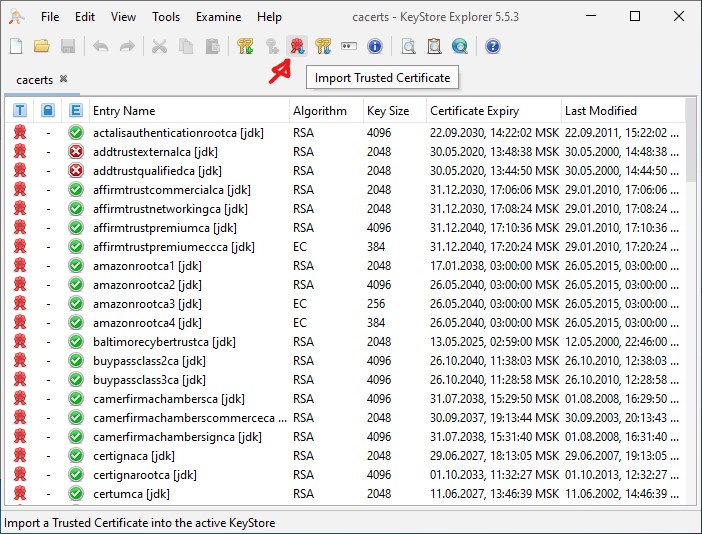 cacerts - KeyStore Explorer 5.5.3
File Edit View Tools Examine Help
Import Trusted Certificate
cacerts
T E Entry Name Algorithm Key Size Certificate Expiry Last Modified
- actalisauthenticationrootca [jdk] RSA 4096 22.09.2030, 14:22:02 MSK 22.09.2011, 15:22:02 ...
- addtrustexternalca [jdk] RSA 2048 30.05.2020, 13:48:38 MSK 30.05.2000, 14:48:38 ...
- addtrustqualifiedca [jdk] RSA 2048 30.05.2020, 13:44:50 MSK 30.05.2000, 14:44:50 ...
- affirmtrustcommercialca [jdk] RSA 2048 31.12.2030, 17:06:06 MSK 29.01.2010, 17:06:06 ...
- affirmtrustnetworkingca [jdk] RSA 2048 31.12.2030, 17:08:24 MSK 29.01.2010, 17:08:24 ...
- affirmtrustpremiumca [jdk] RSA 4096 31.12.2040, 17:10:36 MSK 29.01.2010, 17:10:36 ...
- affirmtrustpremiumeccca [jdk] EC 384 31.12.2040, 17:20:24 MSK 29.01.2010, 17:20:24 ...
- amazonrootca1 [jdk] RSA 2048 17.01.2038, 03:00:00 MSK 26.05.2015, 03:00:00 ...
- amazonrootca2 [jdk] RSA 4096 26.05.2040, 03:00:00 MSK 26.05.2015, 03:00:00 ...
- amazonrootca3 [jdk] EC 256 26.05.2040, 03:00:00 MSK 26.05.2015, 03:00:00 ...
- amazonrootca4 [jdk] EC 384 26.05.2040, 03:00:00 MSK 26.05.2015, 03:00:00 ...
- baltimorecybertrustca [jdk] RSA 2048 13.05.2025, 02:59:00 MSK 12.05.2000, 22:46:00 ...
- buypassclass2ca [jdk] RSA 4096 26.10.2040, 11:38:03 MSK 26.10.2010, 12:38:03 ...
- buypassclass3ca [jdk] RSA 4096 26.10.2040, 11:28:58 MSK 26.10.2010, 12:28:58 ...
- camerfirmachambersca [jdk] RSA 4096 31.07.2038, 15:29:50 MSK 01.08.2008, 16:29:50 ...
- camerfirmachamberscommerceca ... RSA 2048 30.09.2037, 19:13:44 MSK 30.09.2003, 20:13:43 ...
- camerfirmachambersignca [jdk] RSA 4096 31.07.2038, 15:31:40 MSK 01.08.2008, 16:31:40 ...
- certignaca [jdk] RSA 2048 29.06.2027, 18:13:05 MSK 29.06.2007, 19:13:05 ...
- certignarootca [jdk] RSA 4096 01.10.2033, 11:32:27 MSK 01.10.2013, 12:32:27 ...
- certumca [jdk] RSA 2048 11.06.2027, 13:46:39 MSK 11.06.2002, 14:46:39 ...
Import a Trusted Certificate into the active KeyStore